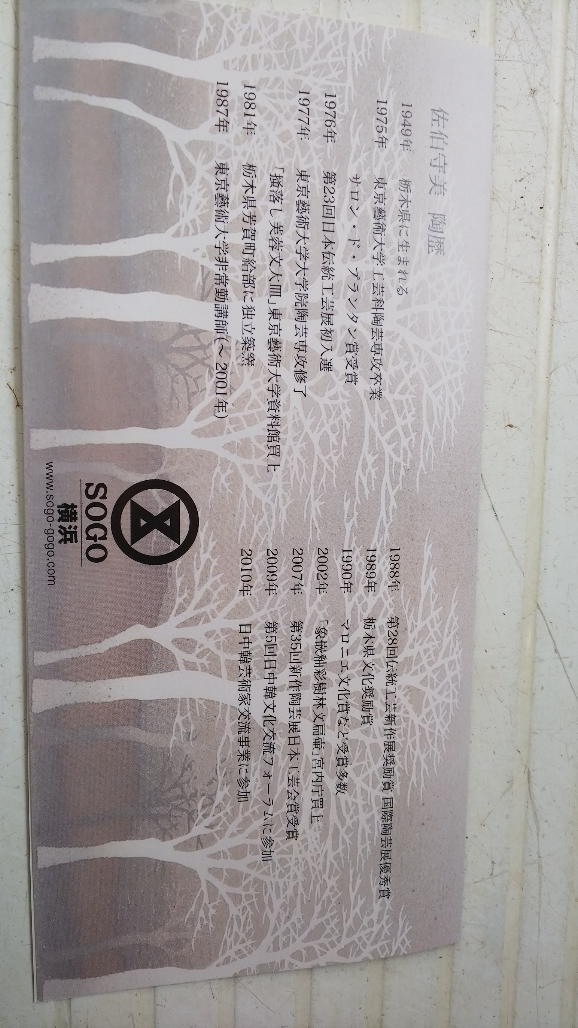 佐伯守美 陶歴
1949年 栃木県に生まれる
1975年 東京藝術大学工芸科陶芸専攻卒業
サロン・ド・プランタン賞受賞
1976年 第23回日本伝統工芸展初入選
1977年 東京藝術大学大学院陶芸専攻修了
「掻落し芙蓉文大皿」東京藝術大学資料館買上
1981年 栃木県芳賀町給部に独立築窯
1987年 東京藝術大学非常勤講師(～2001年)
1988年 第28回伝統工芸新作展奨励賞 国際陶芸展優秀賞
1989年 栃木県文化奨励賞
1990年 マロニエ文化賞など受賞多数
2002年 「象嵌釉彩樹林文扁壷」宮内庁買上
2007年 第35回新作陶芸展日本工芸会賞受賞
2009年 第5回日中韓文化交流フォーラムに参加
2010年 日中韓芸術家交流事業に参加
SOGO
横浜
www.sogo-gogo.com